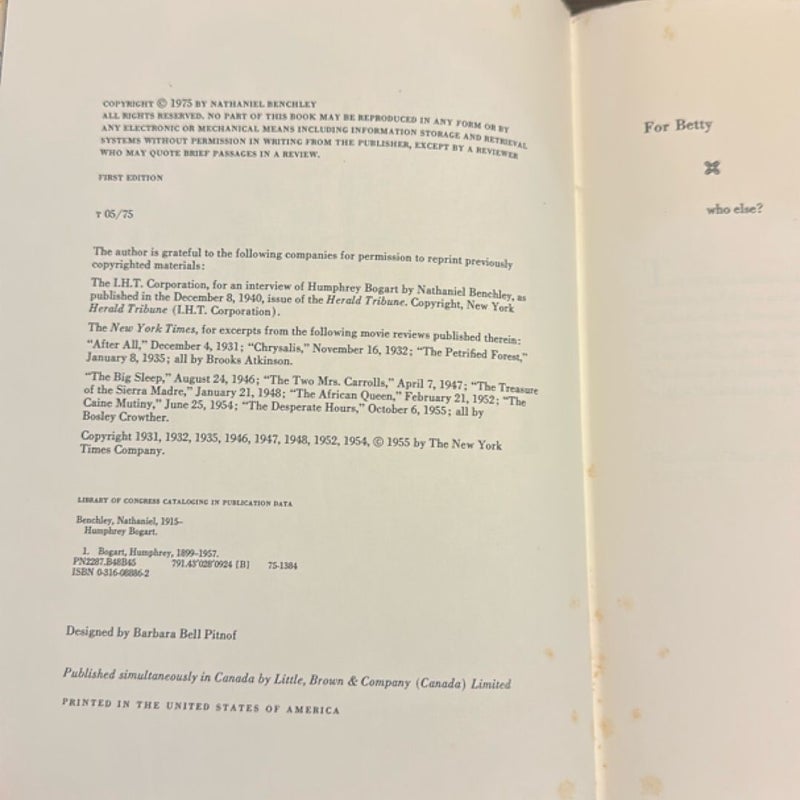 COPYRIGHT © 1975 BY NATHANIEL BENCHLEY
ALL RIGHTS RESERVED. NO PART OF THIS BOOK MAY BE REPRODUCED IN ANY FORM OR BY
ANY ELECTRONIC OR MECHANICAL MEANS INCLUDING INFORMATION STORAGE AND RETRIEVAL
SYSTEMS WITHOUT PERMISSION IN WRITING FROM THE PUBLISHER, EXCEPT BY A REVIEWER
WHO MAY QUOTE BRIEF PASSAGES IN A REVIEW.
FIRST EDITION
T 05/75
The author is grateful to the following companies for permission to reprint previously
copyrighted materials:
The I.H.T. Corporation, for an interview of Humphrey Bogart by Nathaniel Benchley, as
published in the December 8, 1940, issue of the Herald Tribune. Copyright, New York
Herald Tribune (I.H.T. Corporation).
The New York Times, for excerpts from the following movie reviews published therein:
"After All," December 4, 1931; "Chrysalis," November 16, 1932; "The Petrified Forest,"
January 8, 1935; all by Brooks Atkinson.
"The Big Sleep," August 24, 1946; "The Two Mrs. Carrolls," April 7, 1947; "The Treasure
of the Sierra Madre," January 21, 1948; "The African Queen," February 21, 1952; "The
Caine Mutiny," June 25, 1954; "The Desperate Hours," October 6, 1955; all by
Bosley Crowther.
Copyright 1931, 1932, 1935, 1946, 1947, 1948, 1952, 1954, © 1955 by The New York
Times Company.
LIBRARY OF CONGRESS CATALOGING IN PUBLICATION DATA
Benchley, Nathaniel, 1915–
Humphrey Bogart.
1. Bogart, Humphrey, 1899–1957.
PN2287.B48B45 791.43'028'0924 [B] 75-1384
ISBN 0-316-08886-2
Designed by Barbara Bell Pitnof
Published simultaneously in Canada by Little, Brown & Company (Canada) Limited
PRINTED IN THE UNITED STATES OF AMERICA
For Betty
who else?